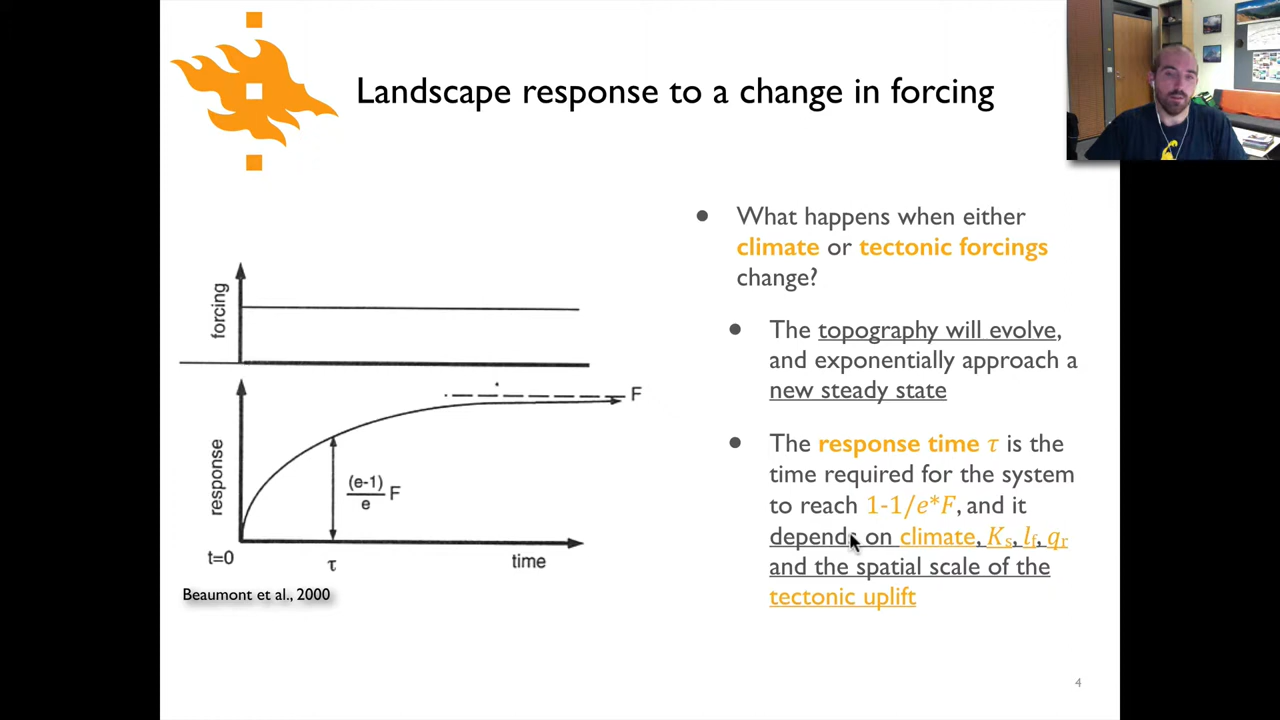 Landscape response to a change in forcing
forcing
response
F
(e-1)
e
F
t=0
τ
time
Beaumont et al., 2000
What happens when either
climate or tectonic forcings
change?
The topography will evolve,
and exponentially approach a
new steady state
The response time τ is the
time required for the system
to reach 1-1/e*F, and it
depends on climate, Ks, lf, qr
and the spatial scale of the
tectonic uplift
4